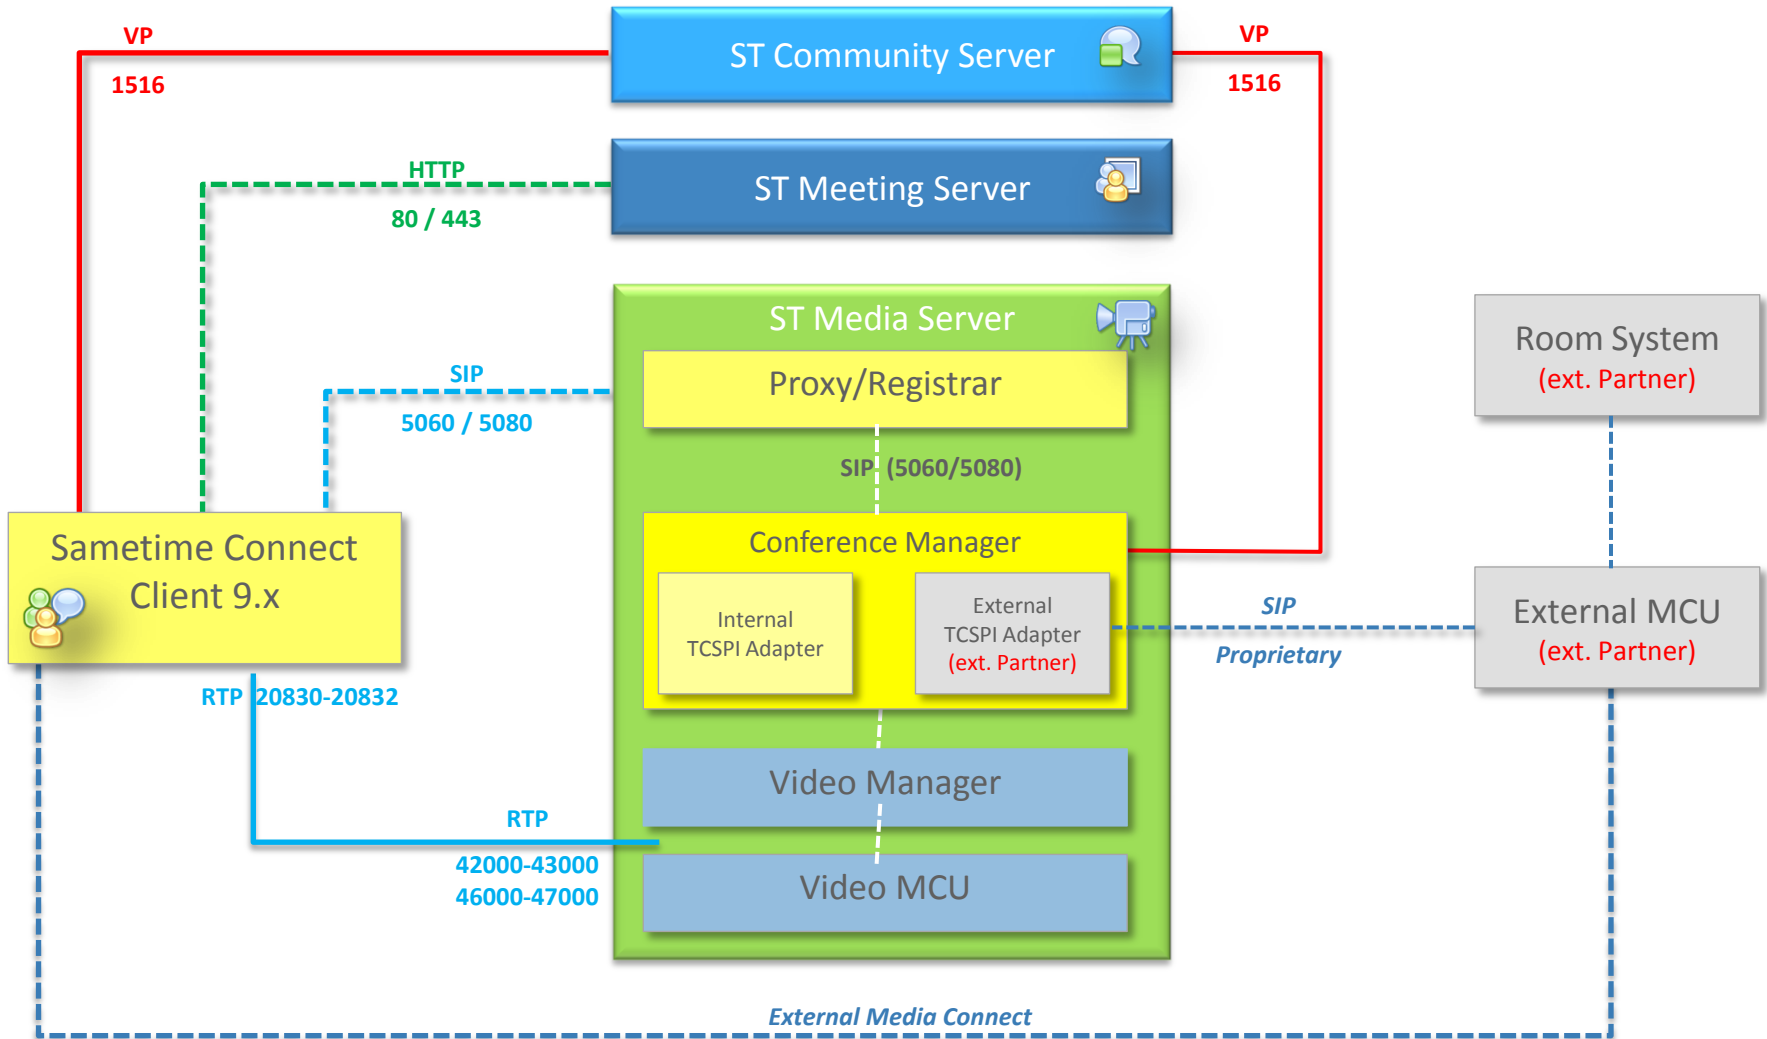 VP
1516
ST Community Server
VP
1516
HTTP
80 / 443
ST Meeting Server
ST Media Server
Proxy/Registrar
SIP
5060 / 5080
SIP (5060/5080)
Room System
(ext. Partner)
Sametime Connect
Client 9.x
Conference Manager
Internal
TCSPI Adapter
External
TCSPI Adapter
(ext. Partner)
SIP
Proprietary
External MCU
(ext. Partner)
RTP 20830-20832
Video Manager
RTP
42000-43000
46000-47000
Video MCU
External Media Connect